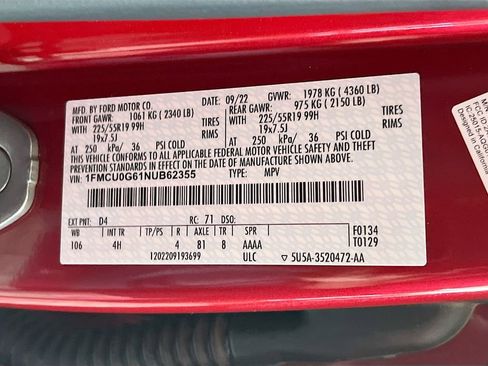 MFD. BY FORD MOTOR CO.
09/22 GVWR: 1978 KG ( 4360 LB)
FRONT GAWR: 1061 KG ( 2340 LB) REAR GAWR: 975 KG ( 2150 LB)
225/55R19 99H TIRES 225/55R19 99H
19x7.5J RIMS 19x7.5J
AT 250 kPa/ 36 PSI COLD AT 250 kPa/ 36 PSI COLD
THIS VEHICLE CONFORMS TO ALL APPLICABLE FEDERAL MOTOR VEHICLE
SAFETY AND THEFT PREVENTION STANDARDS IN EFFECT ON THE
DATE OF MANUFACTURE SHOWN ABOVE.
VIN: 1FMCU0G61NUB62355 TYPE: MPV
EXT PNT: D4 RC: 71 DSO:
WB INT TR TP/PS R AXLE TR SPR F0134
106 4H 4 81 8 AAAA T0129
1202209193699 ULC ▽ 5U5A-3520472-AA